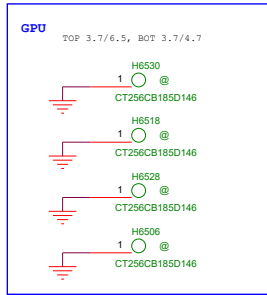 GPU
TOP 3.7/6.5, BOT 3.7/4.7
H6530
1 @
CT256CB185D146
H6518
1 @
CT256CB185D146
H6528
1 @
CT256CB185D146
H6506
1 @
CT256CB185D146